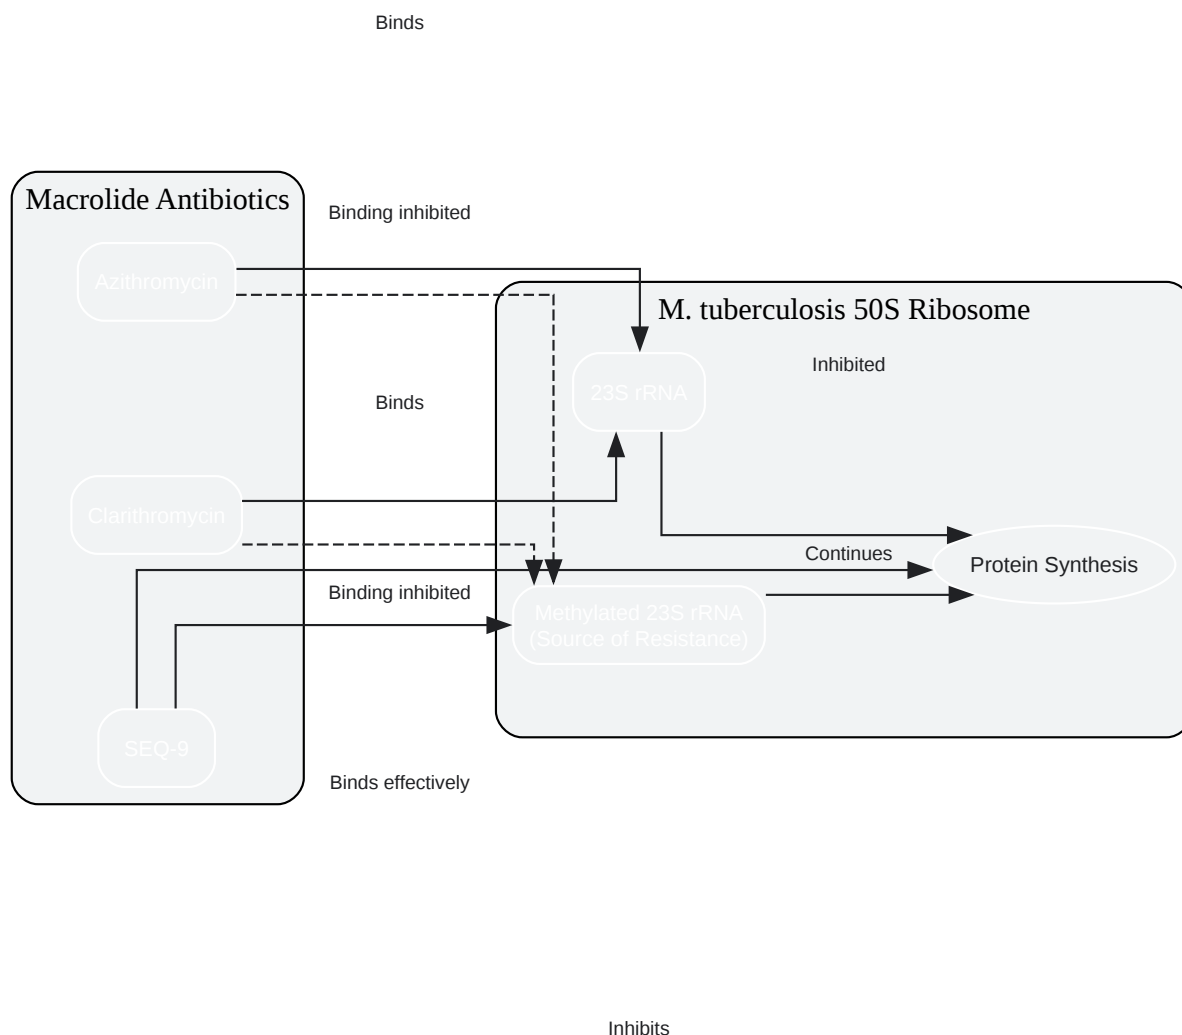 Binds
Macrolide Antibiotics
Binding inhibited
Azithromycin
M. tuberculosis 50S Ribosome
Inhibited
23S rRNA
Binds
Clarithromycin
Continues
Protein Synthesis
Binding inhibited
Methylated 23S rRNA
(Source of Resistance)
SEQ-9
Binds effectively
Inhibits